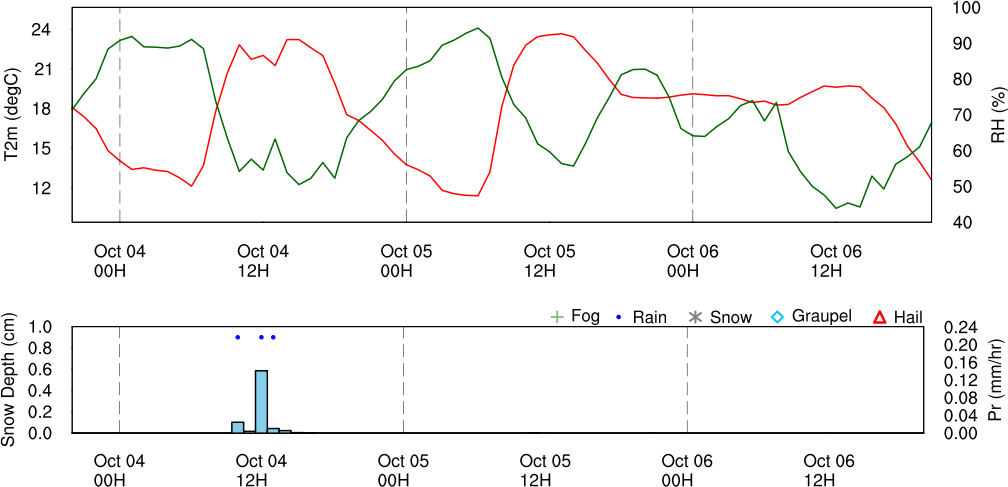 T2m (degC)
24
21
18
15
12
100
90
80
70
60
50
40
RH (%)
Oct 04 Oct 04 Oct 05 Oct 05 Oct 06 Oct 06
00H 12H 00H 12H 00H 12H
Fog Rain Snow Graupel Hail
Snow Depth (cm)
1.0
0.8
0.6
0.4
0.2
0.0
0.24
0.20
0.16
0.12
0.08
0.04
0.00
Pr (mm/hr)
Oct 04 Oct 04 Oct 05 Oct 05 Oct 06 Oct 06
00H 12H 00H 12H 00H 12H